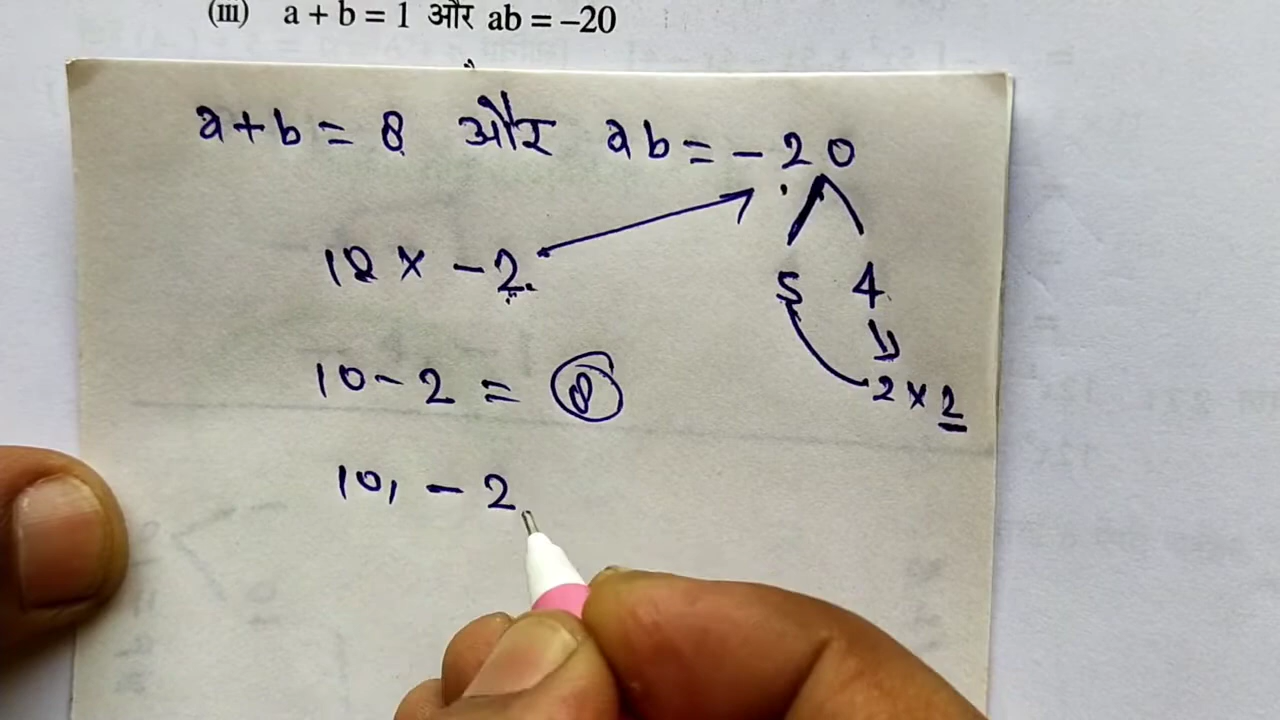 (iii) a + b = 1 और ab = –20
a + b = 8 और ab = - 20
10 × - 2
5 4
10 - 2 = 8
2 × 2
10, - 2